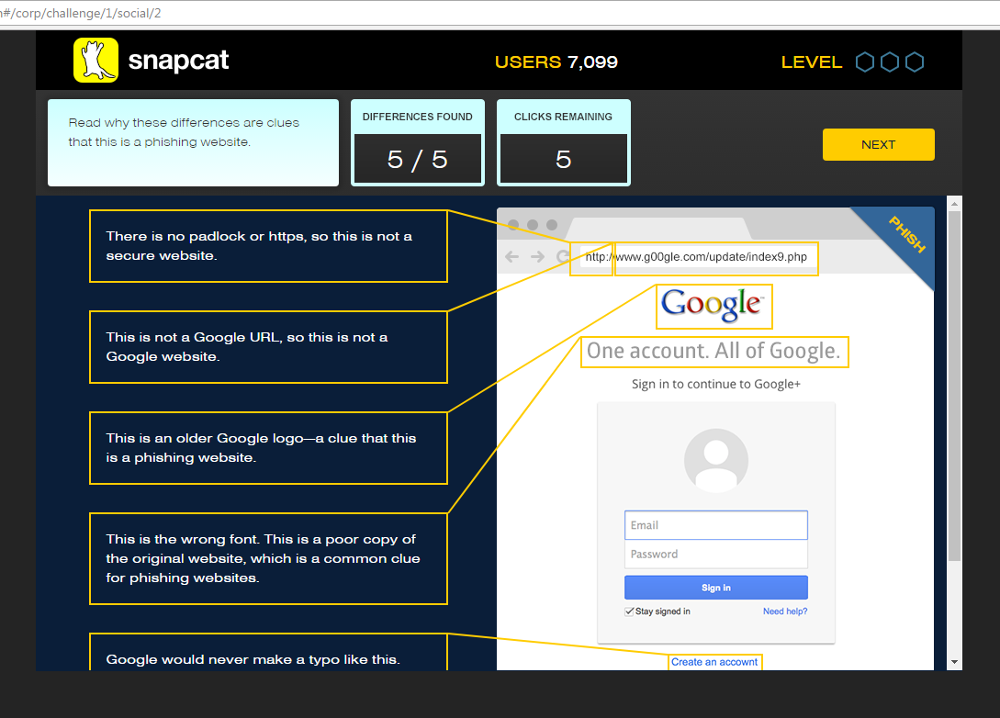 n#/corp/challenge/1/social/2
snapcat
USERS 7,099
LEVEL
Read why these differences are clues
that this is a phishing website.
DIFFERENCES FOUND
5 / 5
CLICKS REMAINING
5
NEXT
There is no padlock or https, so this is not a
secure website.
This is not a Google URL, so this is not a
Google website.
This is an older Google logo—a clue that this
is a phishing website.
This is the wrong font. This is a poor copy of
the original website, which is a common clue
for phishing websites.
Google would never make a typo like this.
PHISH
http://www.g00gle.com/update/index9.php
Google™
One account. All of Google.
Sign in to continue to Google+
Email
Password
Sign in
Stay signed in
Need help?
Create an accownt